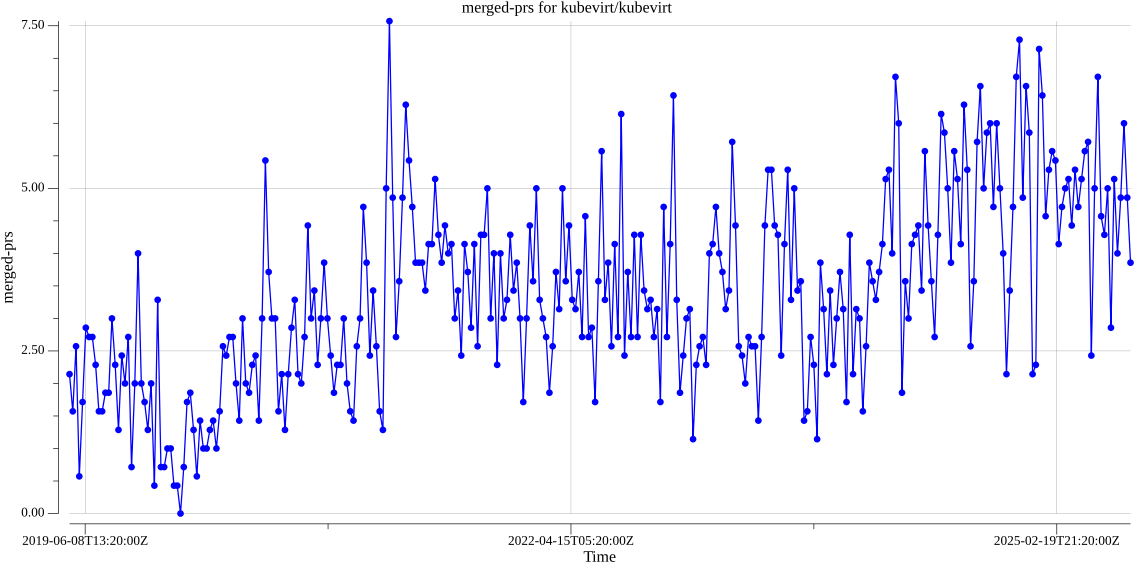 merged-prs for kubevirt/kubevirt
7.50
5.00
2.50
0.00
merged-prs
2019-06-08T13:20:00Z
2022-04-15T05:20:00Z
2025-02-19T21:20:00Z
Time